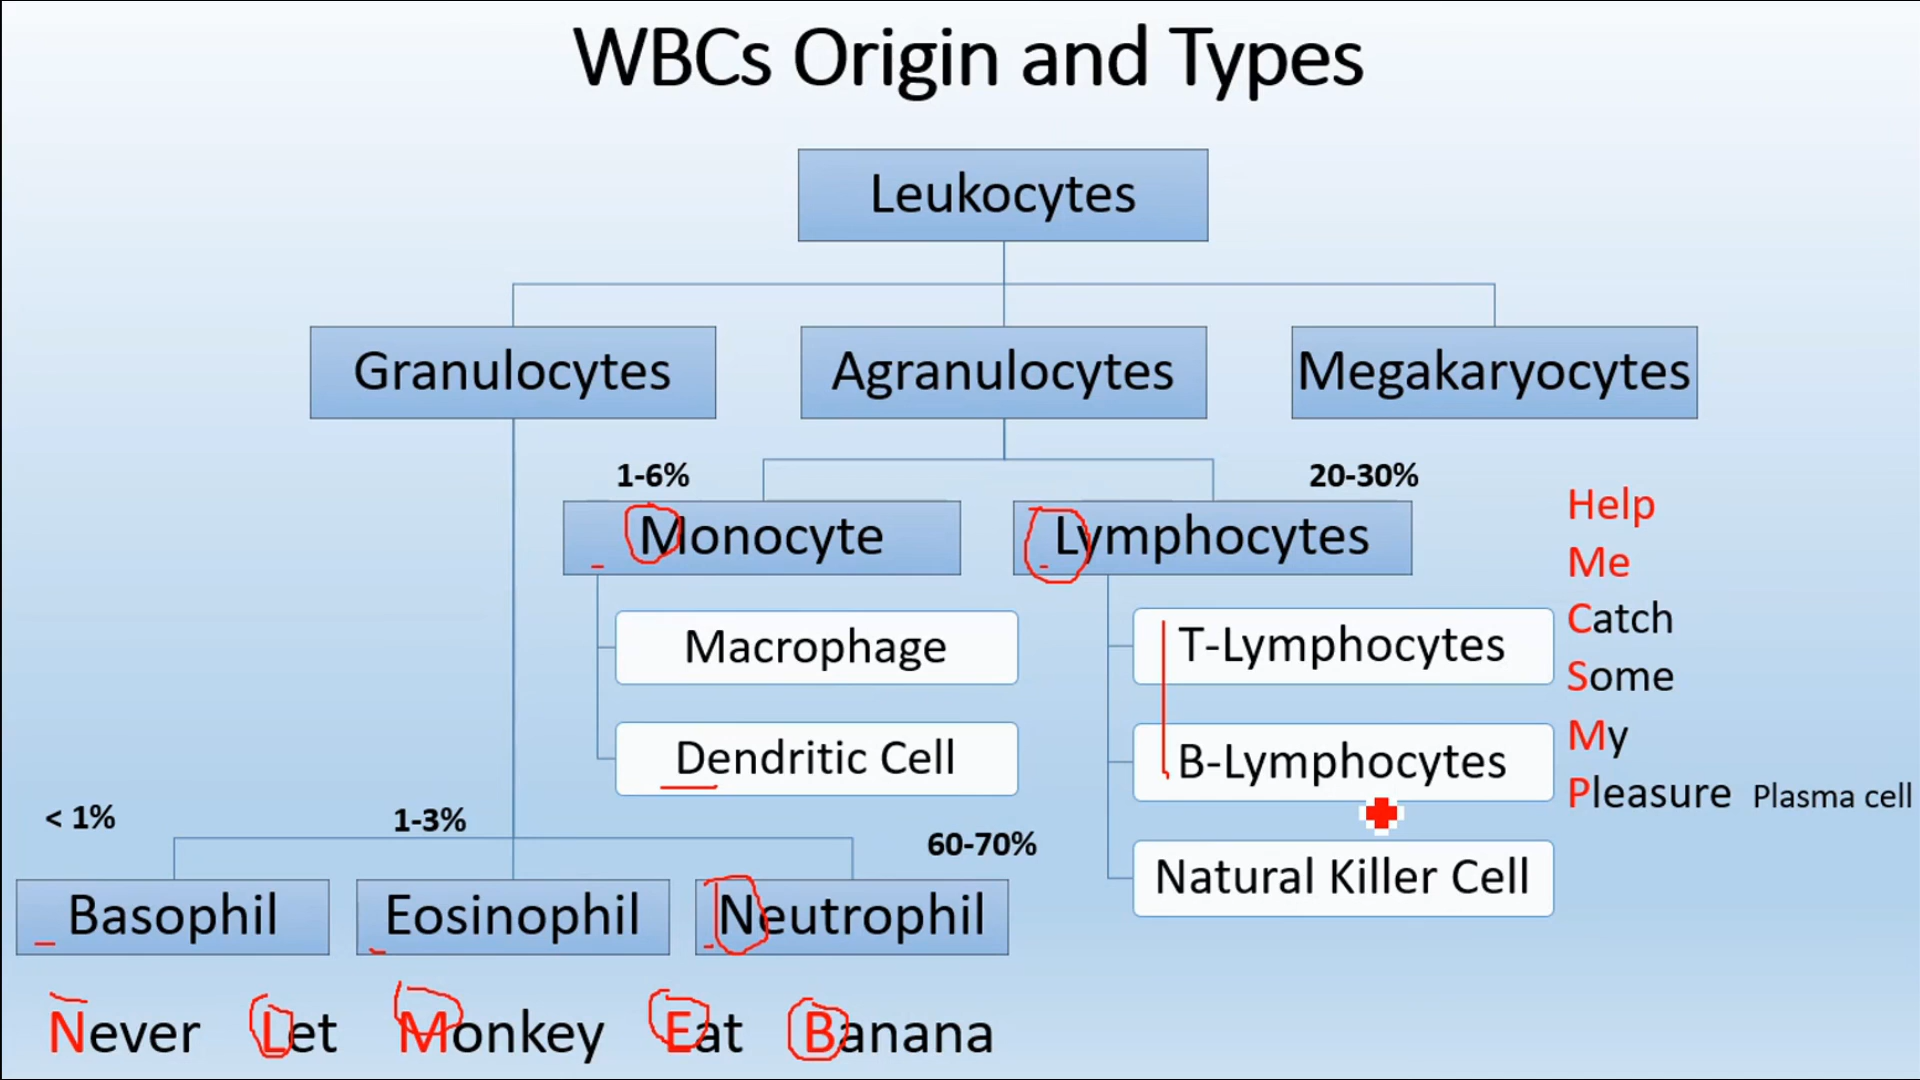 WBCs Origin and Types
Leukocytes
Granulocytes
Agranulocytes
Megakaryocytes
1-6%
20-30%
Monocyte
Lymphocytes
Macrophage
Dendritic Cell
T-Lymphocytes
B-Lymphocytes
Natural Killer Cell
Help
Me
Catch
Some
My
Pleasure Plasma cell
< 1%
1-3%
60-70%
Basophil
Eosinophil
Neutrophil
Never Let Monkey Eat Banana